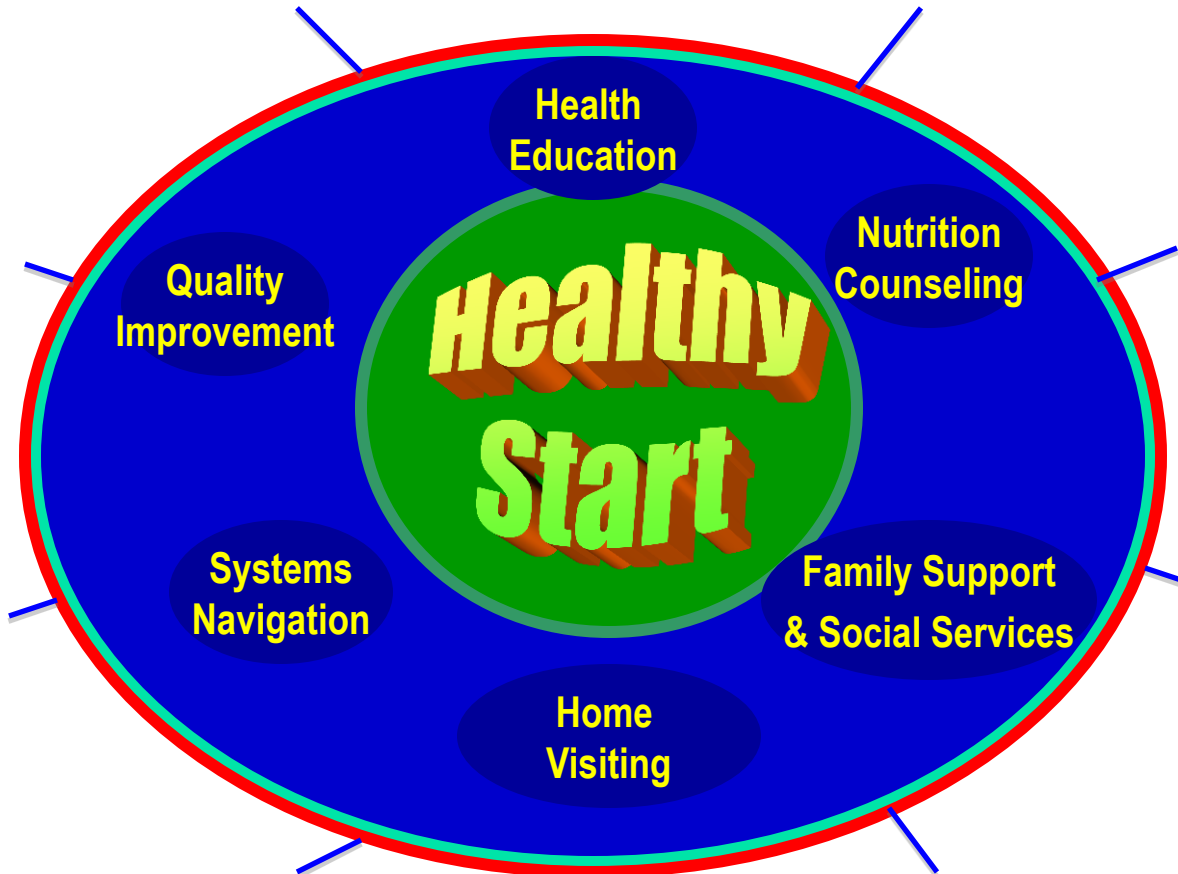 Health
Education
Nutrition
Counseling
Quality
Improvement
Healthy
Start
Systems
Navigation
Family Support
& Social Services
Home
Visiting